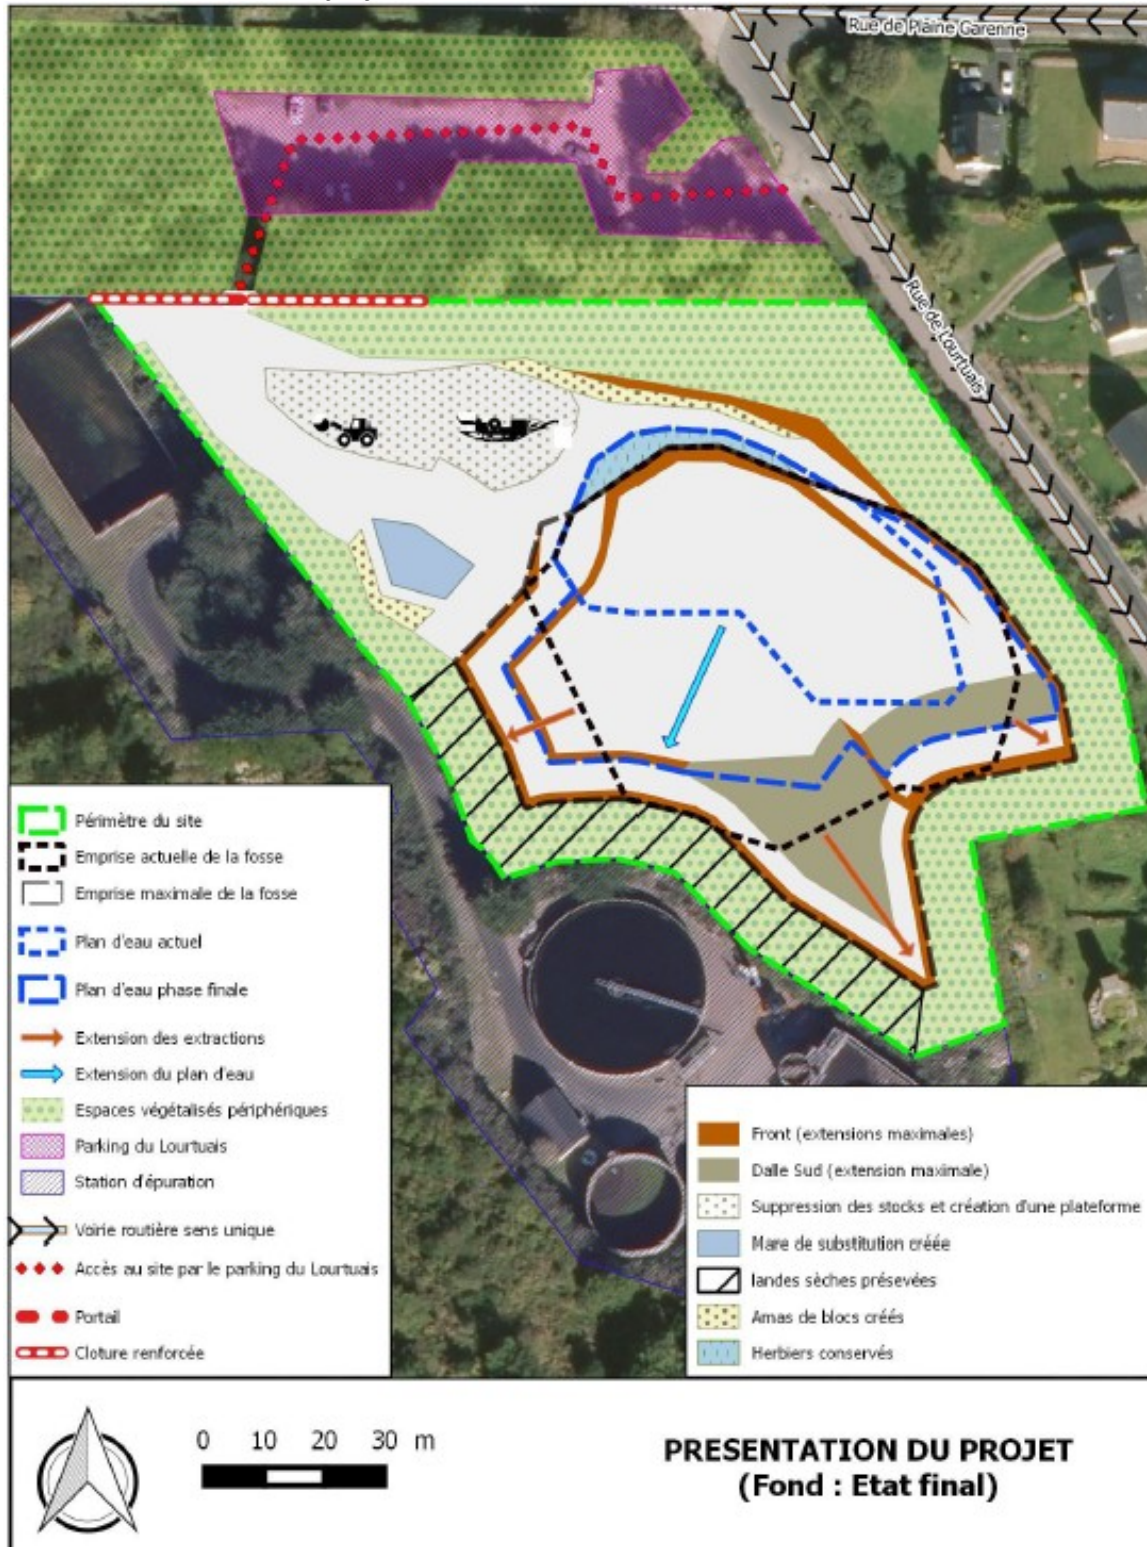 Rue de Plaine Garenne
Rue de Lourtuais
Périmètre du site
Emprise actuelle de la fosse
Emprise maximale de la fosse
Plan d'eau actuel
Plan d'eau phase finale
Extension des extractions
Extension du plan d'eau
Espaces végétalisés périphériques
Parking du Lourtuais
Station d'épuration
Voirie routière sens unique
Accès au site par le parking du Lourtuais
Portail
Cloture renforcée
Front (extensions maximales)
Dalle Sud (extension maximale)
Suppression des stocks et création d'une plateforme
Mare de substitution créée
landes sèches présevées
Amas de blocs créés
Herbiers conservés
0 10 20 30 m
PRESENTATION DU PROJET
(Fond : Etat final)